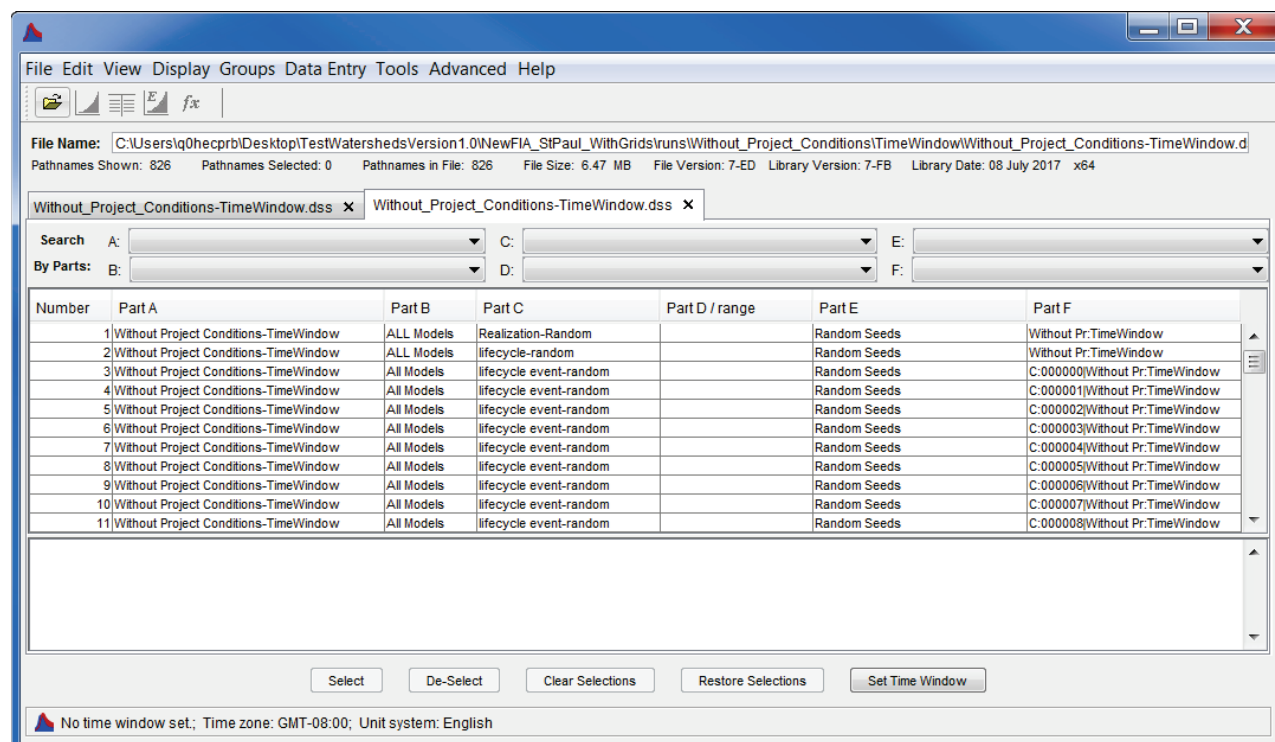 File Edit View Display Groups Data Entry Tools Advanced Help
fx
File Name: C:\Users\q0hecprb\Desktop\TestWatershedsVersion1.0\NewFIA_StPaul_WithGrids\runs\Without_Project_Conditions\TimeWindow\Without_Project_Conditions-TimeWindow.d
Pathnames Shown: 826 Pathnames Selected: 0 Pathnames in File: 826 File Size: 6.47 MB File Version: 7-ED Library Version: 7-FB Library Date: 08 July 2017 x64
Without_Project_Conditions-TimeWindow.dss x Without_Project_Conditions-TimeWindow.dss x
Search A: C: E:
By Parts: B: D: F:
Number Part A Part B Part C Part D / range Part E Part F
1 Without Project Conditions-TimeWindow ALL Models Realization-Random Random Seeds Without Pr:TimeWindow
2 Without Project Conditions-TimeWindow ALL Models lifecycle-random Random Seeds Without Pr:TimeWindow
3 Without Project Conditions-TimeWindow All Models lifecycle event-random Random Seeds C:000000|Without Pr:TimeWindow
4 Without Project Conditions-TimeWindow All Models lifecycle event-random Random Seeds C:000001|Without Pr:TimeWindow
5 Without Project Conditions-TimeWindow All Models lifecycle event-random Random Seeds C:000002|Without Pr:TimeWindow
6 Without Project Conditions-TimeWindow All Models lifecycle event-random Random Seeds C:000003|Without Pr:TimeWindow
7 Without Project Conditions-TimeWindow All Models lifecycle event-random Random Seeds C:000004|Without Pr:TimeWindow
8 Without Project Conditions-TimeWindow All Models lifecycle event-random Random Seeds C:000005|Without Pr:TimeWindow
9 Without Project Conditions-TimeWindow All Models lifecycle event-random Random Seeds C:000006|Without Pr:TimeWindow
10 Without Project Conditions-TimeWindow All Models lifecycle event-random Random Seeds C:000007|Without Pr:TimeWindow
11 Without Project Conditions-TimeWindow All Models lifecycle event-random Random Seeds C:000008|Without Pr:TimeWindow
Select De-Select Clear Selections Restore Selections Set Time Window
No time window set.; Time zone: GMT-08:00; Unit system: English